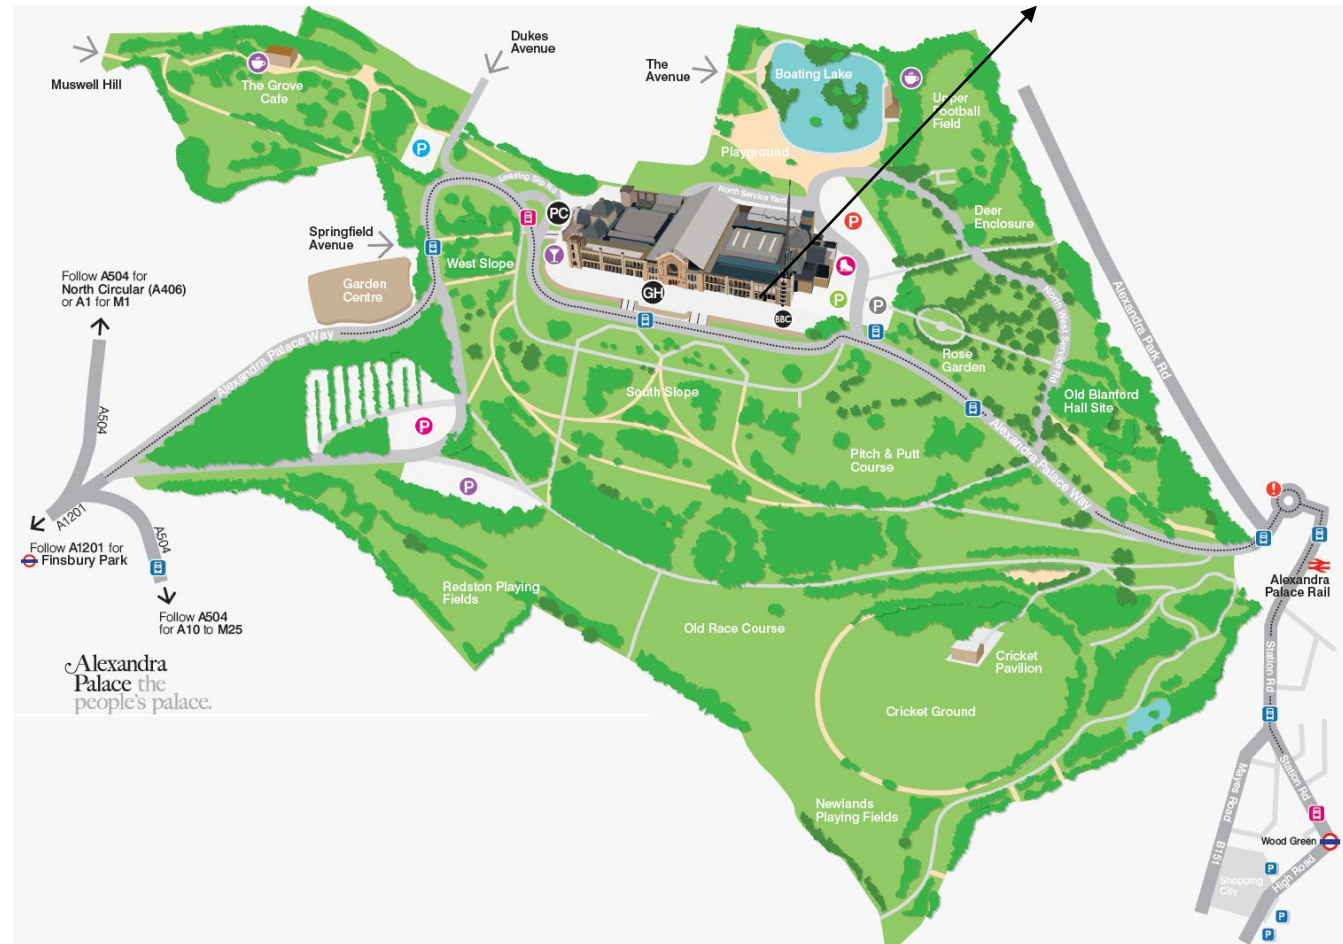 Muswell Hill
The Grove
Cafe
Dukes
Avenue
The
Avenue
Boating Lake
Upper
Football
Field
Playground
P
Loading Slip Rd
North Service Yard
PC
P
Deer
Enclosure
Springfield
Avenue
West Slope
Garden
Centre
GH
BBC
P
P
Follow A504 for
North Circular (A406)
or A1 for M1
Alexandra Palace Way
A504
Rose
Garden
North West Service Rd
Alexandra Park Rd
South Slope
Old Blanford
Hall Site
P
Pitch & Putt
Course
Alexandra Palace Way
P
A1201
A504
Follow A1201 for
Finsbury Park
Follow A504
for A10 to M25
Redston Playing
Fields
Old Race Course
Cricket
Pavilion
Cricket Ground
Alexandra
Palace Rail
Station Rd
Alexandra
Palace the
people's palace.
Newlands
Playing Fields
Mayes Road
B151
Station Rd
Wood Green
High Road
Shopping
City
P
P
P